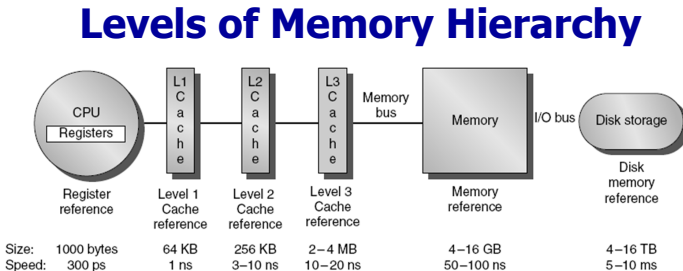 Levels of Memory Hierarchy
CPU
Registers
L1
C
a
c
h
e
L2
C
a
c
h
e
L3
C
a
c
h
e
Memory
bus
Memory
I/O bus
Disk storage
Register
reference
Level 1
Cache
reference
Level 2
Cache
reference
Level 3
Cache
reference
Memory
reference
Disk
memory
reference
Size: 1000 bytes 64 KB 256 KB 2–4 MB 4–16 GB 4–16 TB
Speed: 300 ps 1 ns 3–10 ns 10–20 ns 50–100 ns 5–10 ms